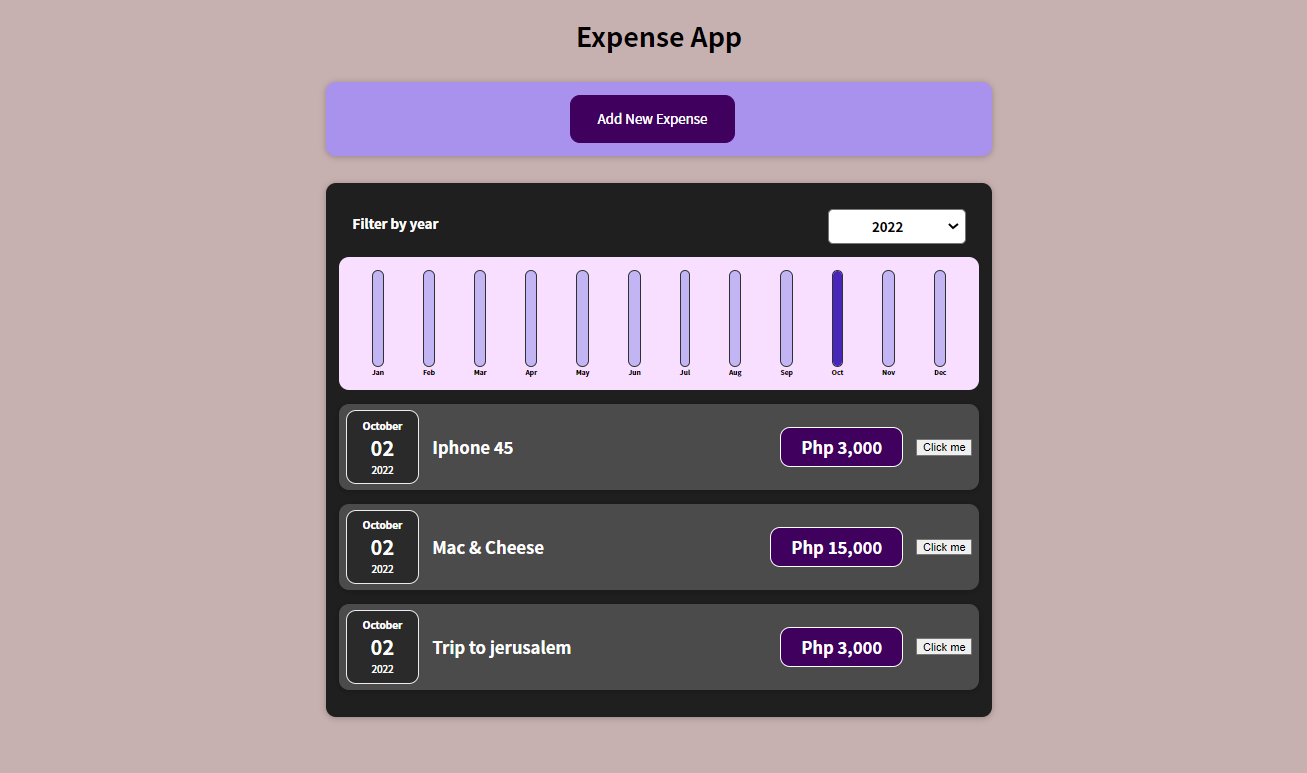 Expense App
Add New Expense
Filter by year
2022
Jan Feb Mar Apr May Jun Jul Aug Sep Oct Nov Dec
October
02
2022
Iphone 45
Php 3,000
Click me
October
02
2022
Mac & Cheese
Php 15,000
Click me
October
02
2022
Trip to jerusalem
Php 3,000
Click me